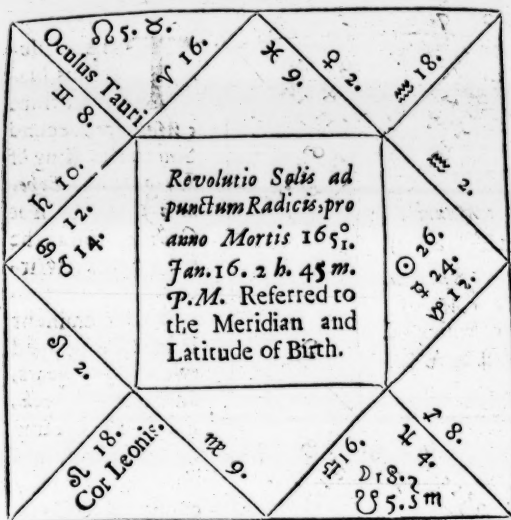 ☊ 5. ♉.
Oculus Tauri
♊ 8.
♈ 16.
♓ 9.
♀ 2.
♒ 18.
♒ 2.
♄ 10.
♋ 12.
♂ 14.
Revolutio Solis ad
punctum Radicis, pro
anno Mortis 165⁰₁.
Jan. 16. 2 h. 45 m.
P.M. Referred to
the Meridian and
Latitude of Birth.
☉ 26.
☿ 24.
♑ 12.
♌ 2.
♌ 18.
Cor Leonis.
♍ 9.
♎ 16.
♐ 8.
♃ 4.
☽ 18.
☋ 5. ♏